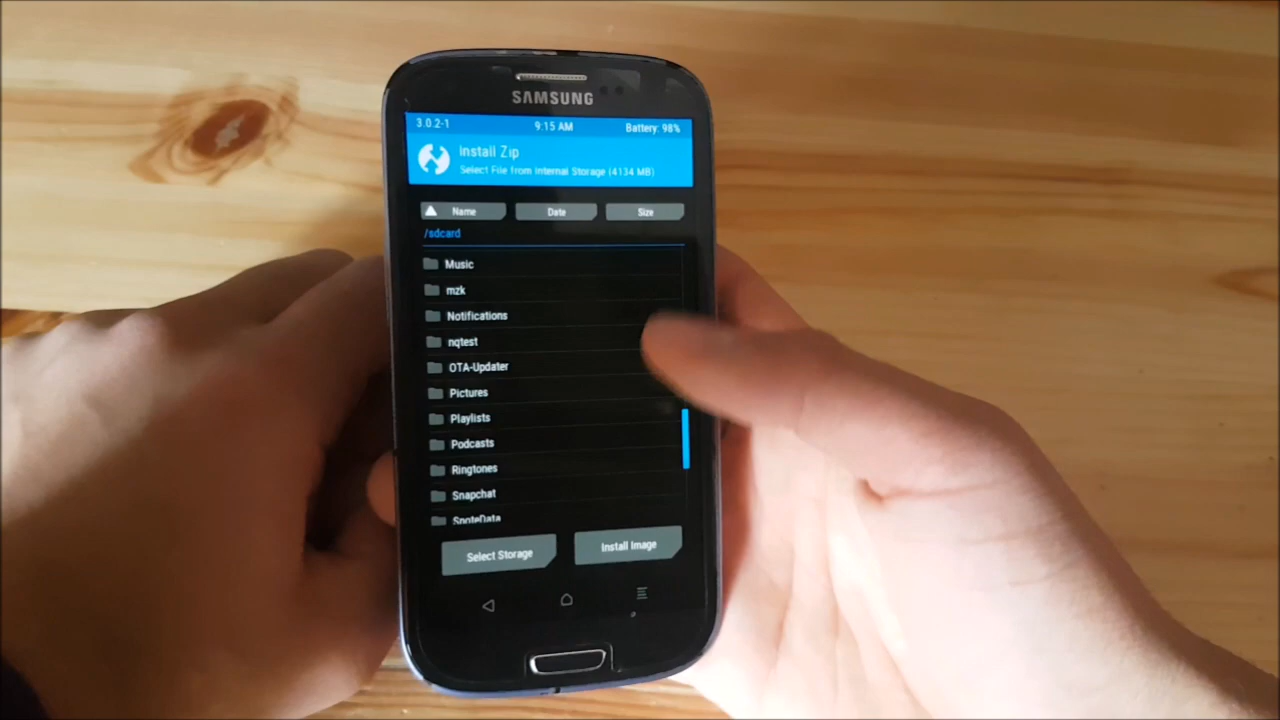 SAMSUNG
3.0.2-1 9:15 AM Battery: 98%
Install Zip
Select File from Internal Storage (4134 MB)
Name Date Size
/sdcard
Music
mzk
Notifications
nqtest
OTA-Updater
Pictures
Playlists
Podcasts
Ringtones
Snapchat
SnoteData
Select Storage Install Image